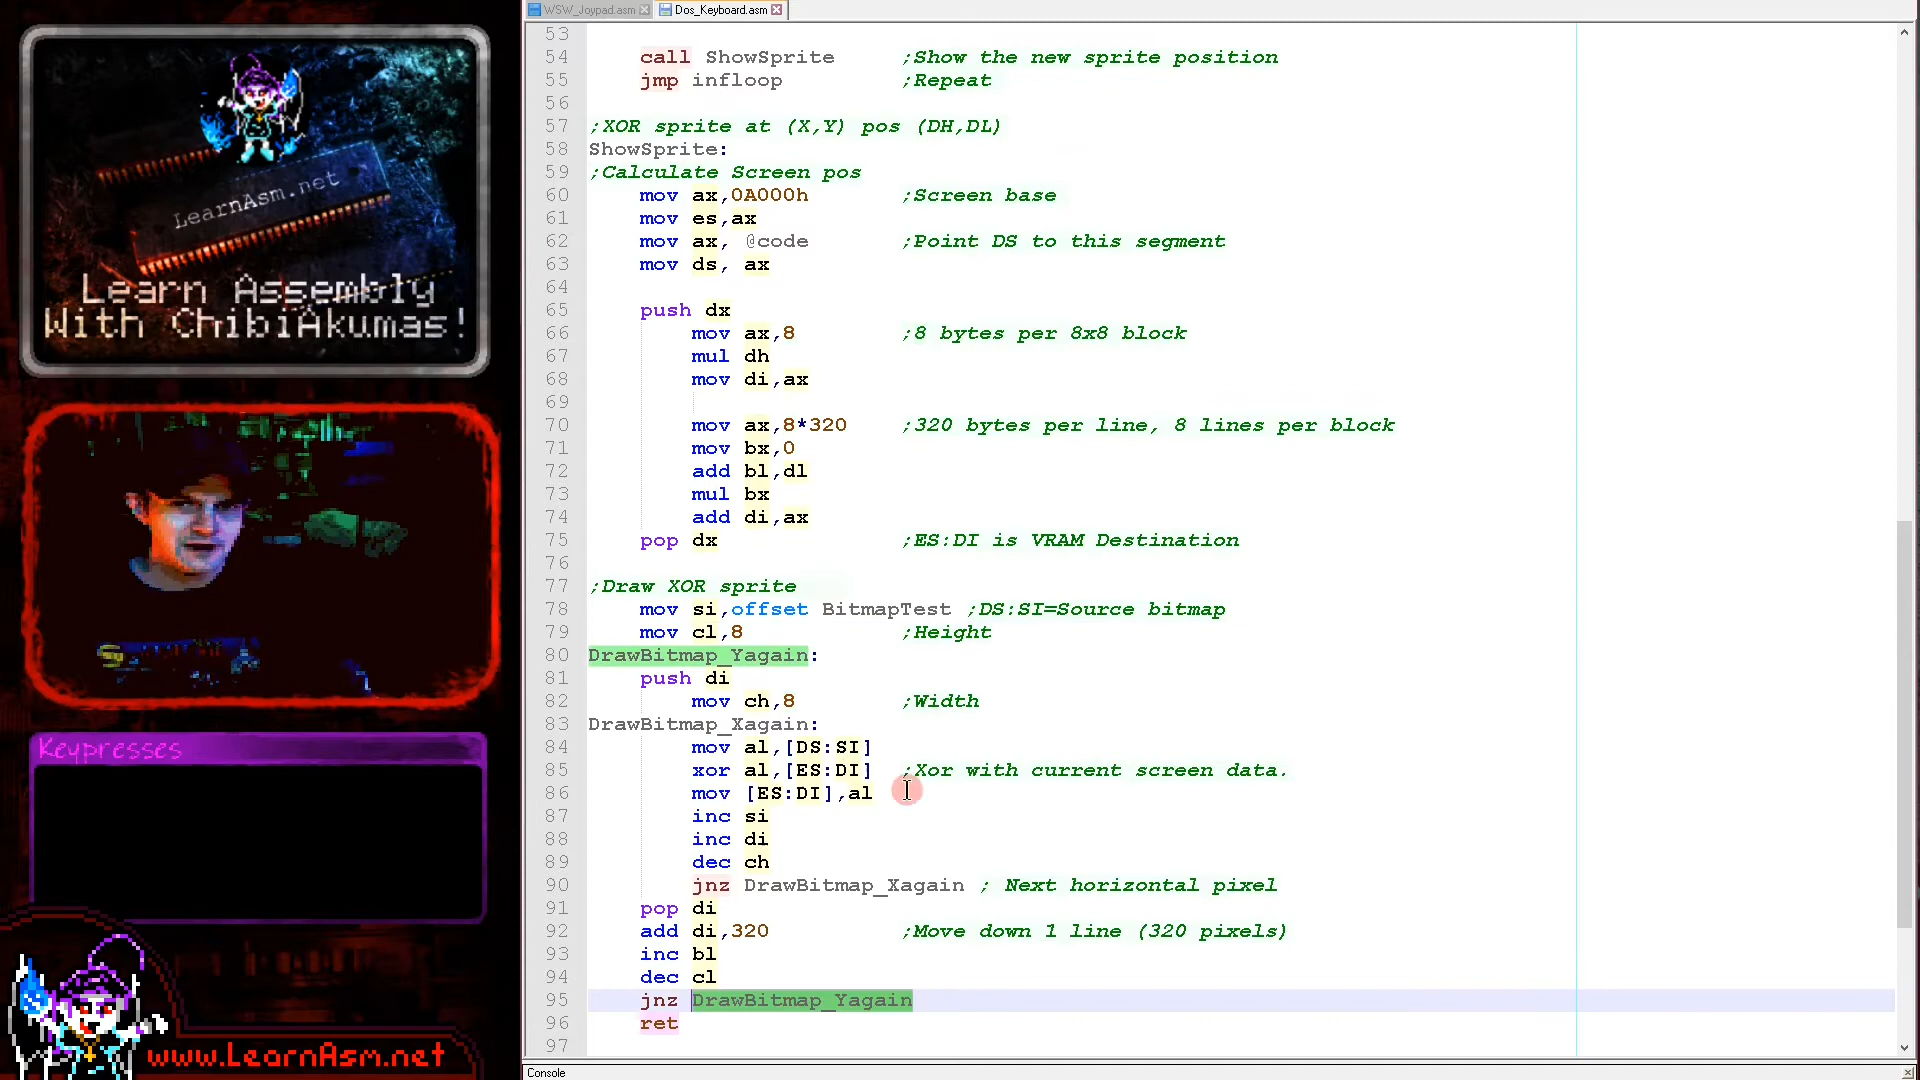 WSW_Joypad.asm
Dos_Keyboard.asm
LearnAsm.net
Learn Assembly
With ChibiAkumas!
Keypresses
www.LearnAsm.net
53
54 call ShowSprite ;Show the new sprite position
55 jmp infloop ;Repeat
56
57 ;XOR sprite at (X,Y) pos (DH,DL)
58 ShowSprite:
59 ;Calculate Screen pos
60 mov ax,0A000h ;Screen base
61 mov es,ax
62 mov ax, @code ;Point DS to this segment
63 mov ds, ax
64
65 push dx
66 mov ax,8 ;8 bytes per 8x8 block
67 mul dh
68 mov di,ax
69
70 mov ax,8*320 ;320 bytes per line, 8 lines per block
71 mov bx,0
72 add bl,dl
73 mul bx
74 add di,ax
75 pop dx ;ES:DI is VRAM Destination
76
77 ;Draw XOR sprite
78 mov si,offset BitmapTest ;DS:SI=Source bitmap
79 mov cl,8 ;Height
80 DrawBitmap_Yagain:
81 push di
82 mov ch,8 ;Width
83 DrawBitmap_Xagain:
84 mov al,[DS:SI]
85 xor al,[ES:DI] ;Xor with current screen data.
86 mov [ES:DI],al
87 inc si
88 inc di
89 dec ch
90 jnz DrawBitmap_Xagain ; Next horizontal pixel
91 pop di
92 add di,320 ;Move down 1 line (320 pixels)
93 inc bl
94 dec cl
95 jnz DrawBitmap_Yagain
96 ret
97
Console